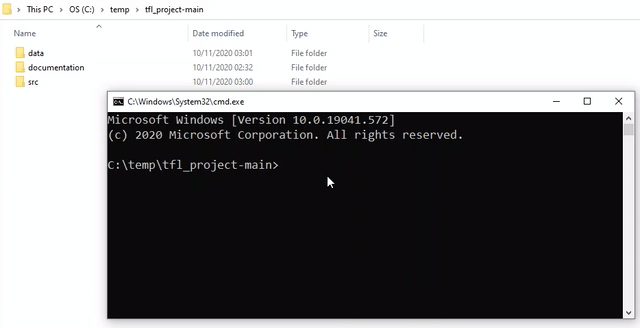 This PC > OS (C:) > temp > tfl_project-main
Name Date modified Type Size
data 10/11/2020 03:01 File folder
documentation 10/11/2020 02:32 File folder
src 10/11/2020 03:00 File folder
C:\Windows\System32\cmd.exe
Microsoft Windows [Version 10.0.19041.572]
(c) 2020 Microsoft Corporation. All rights reserved.
C:\temp\tfl_project-main>